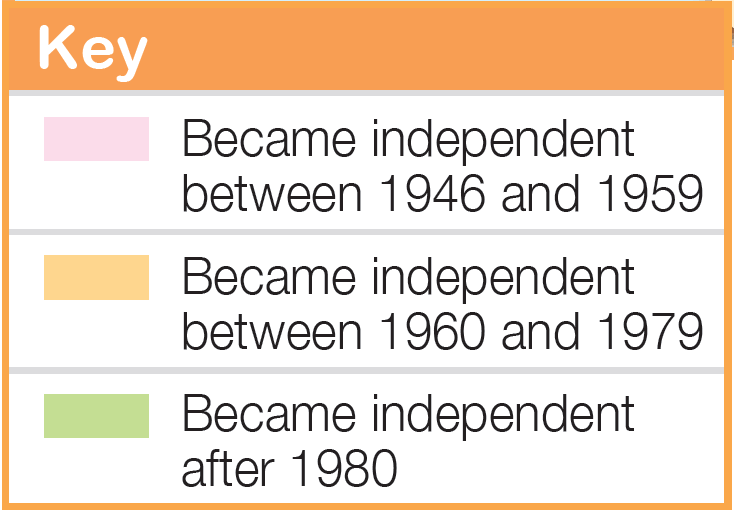 Key
Became independent
between 1946 and 1959
Became independent
between 1960 and 1979
Became independent
after 1980